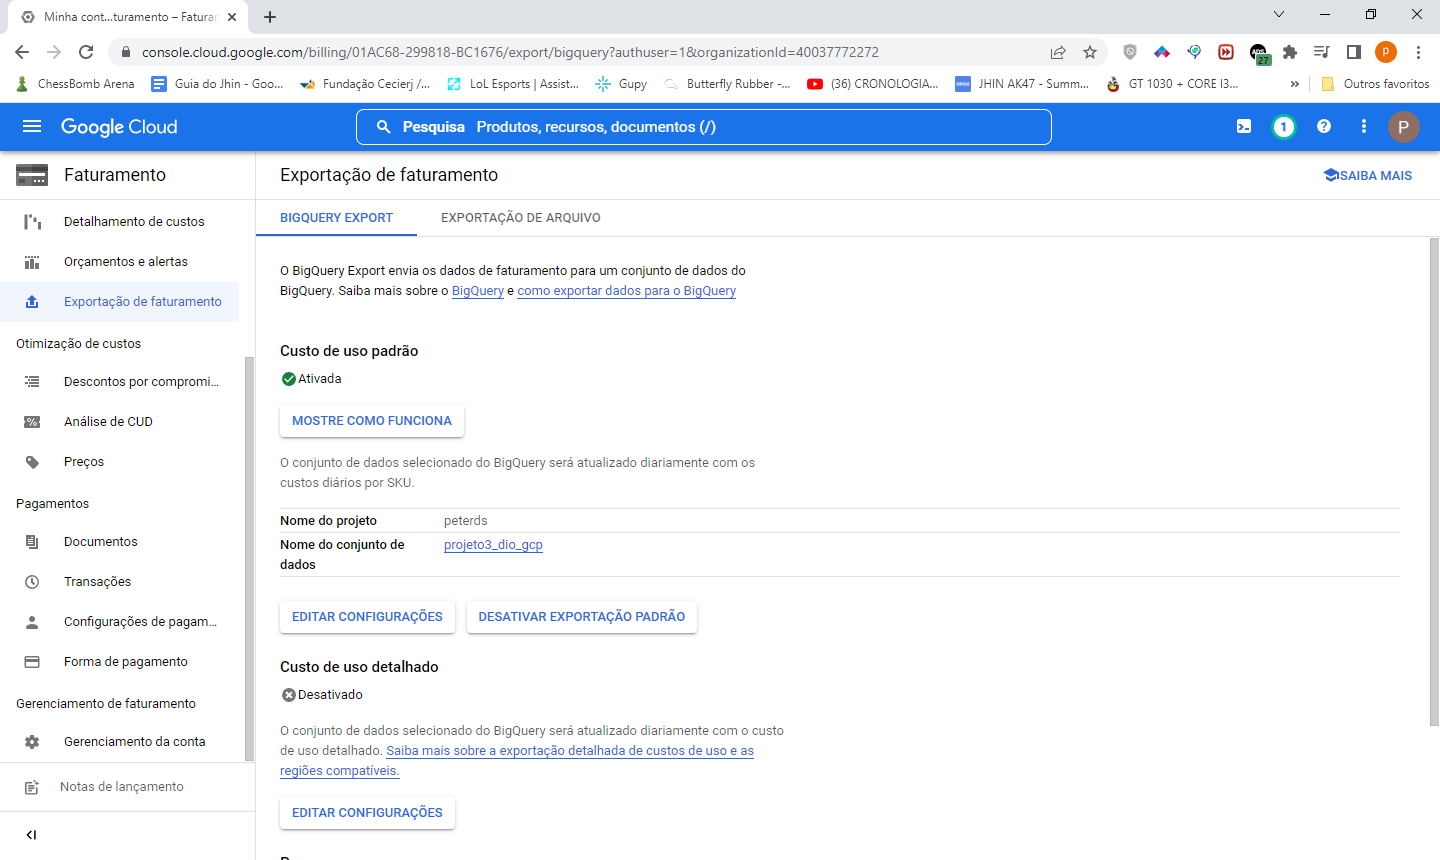 Minha cont...turamento – Faturar
console.cloud.google.com/billing/01AC68-299818-BC1676/export/bigquery?authuser=1&organizationId=40037772272
ADS
27
p
ChessBomb Arena
Guia do Jhin - Goo...
Fundação Cecierj /...
LoL Esports | Assist...
Gupy
Butterfly Rubber -...
(36) CRONOLOGIA...
JHIN AK47 - Summ...
GT 1030 + CORE I3...
»
Outros favoritos
Google Cloud
Pesquisa Produtos, recursos, documentos (/)
1
P
Faturamento
Detalhamento de custos
Orçamentos e alertas
Exportação de faturamento
Otimização de custos
Descontos por compromi...
Análise de CUD
Preços
Pagamentos
Documentos
Transações
Configurações de pagam...
Forma de pagamento
Gerenciamento de faturamento
Gerenciamento da conta
Notas de lançamento
Exportação de faturamento
SAIBA MAIS
BIGQUERY EXPORT
EXPORTAÇÃO DE ARQUIVO
O BigQuery Export envia os dados de faturamento para um conjunto de dados do
BigQuery. Saiba mais sobre o BigQuery e como exportar dados para o BigQuery
Custo de uso padrão
Ativada
MOSTRE COMO FUNCIONA
O conjunto de dados selecionado do BigQuery será atualizado diariamente com os
custos diários por SKU.
Nome do projeto peterds
Nome do conjunto de projeto3_dio_gcp
dados
EDITAR CONFIGURAÇÕES
DESATIVAR EXPORTAÇÃO PADRÃO
Custo de uso detalhado
Desativado
O conjunto de dados selecionado do BigQuery será atualizado diariamente com o custo
de uso detalhado. Saiba mais sobre a exportação detalhada de custos de uso e as
regiões compatíveis.
EDITAR CONFIGURAÇÕES